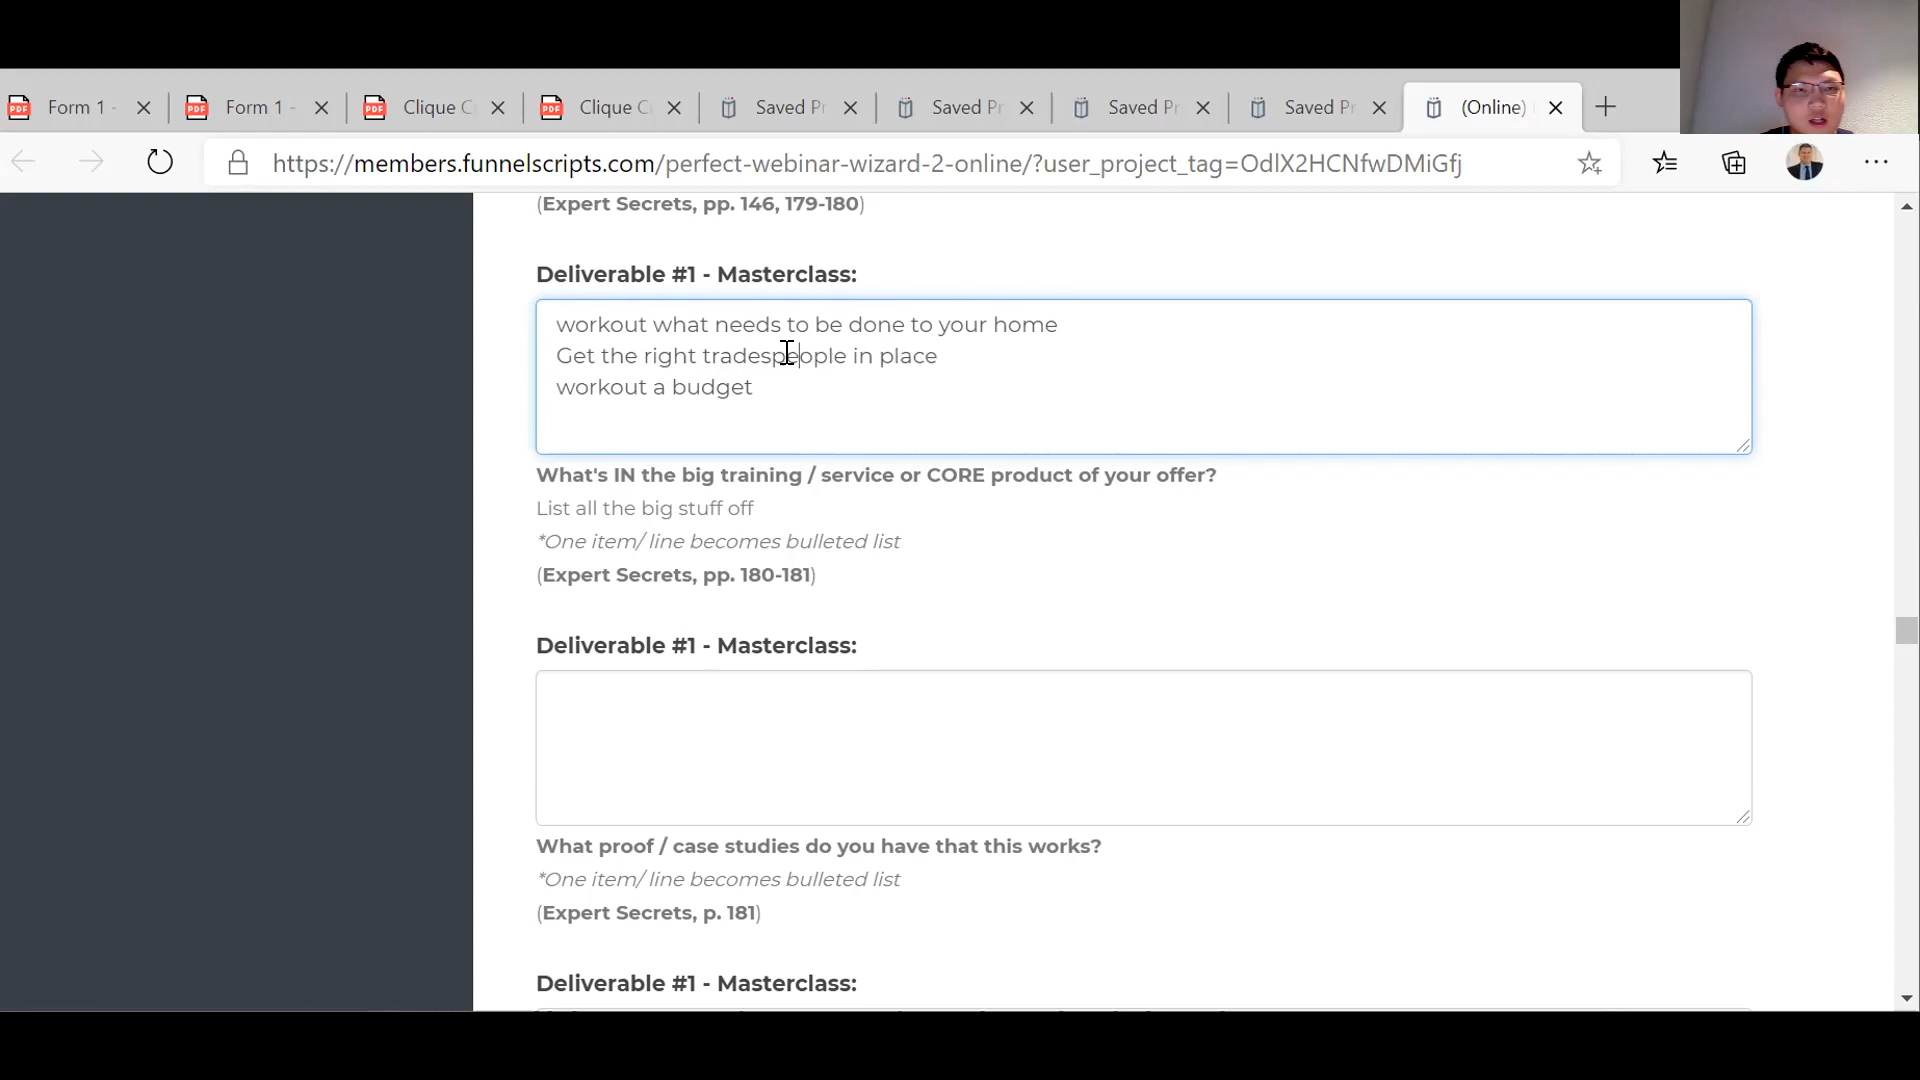 Form 1 -
Form 1 -
Clique C
Clique C
Saved Pr
Saved Pr
Saved Pr
Saved Pr
(Online)
https://members.funnelscripts.com/perfect-webinar-wizard-2-online/?user_project_tag=OdlX2HCNfwDMiGfj
(Expert Secrets, pp. 146, 179-180)
Deliverable #1 - Masterclass:
workout what needs to be done to your home
Get the right tradespeople in place
workout a budget
What's IN the big training / service or CORE product of your offer?
List all the big stuff off
*One item/ line becomes bulleted list
(Expert Secrets, pp. 180-181)
Deliverable #1 - Masterclass:
What proof / case studies do you have that this works?
*One item/ line becomes bulleted list
(Expert Secrets, p. 181)
Deliverable #1 - Masterclass: